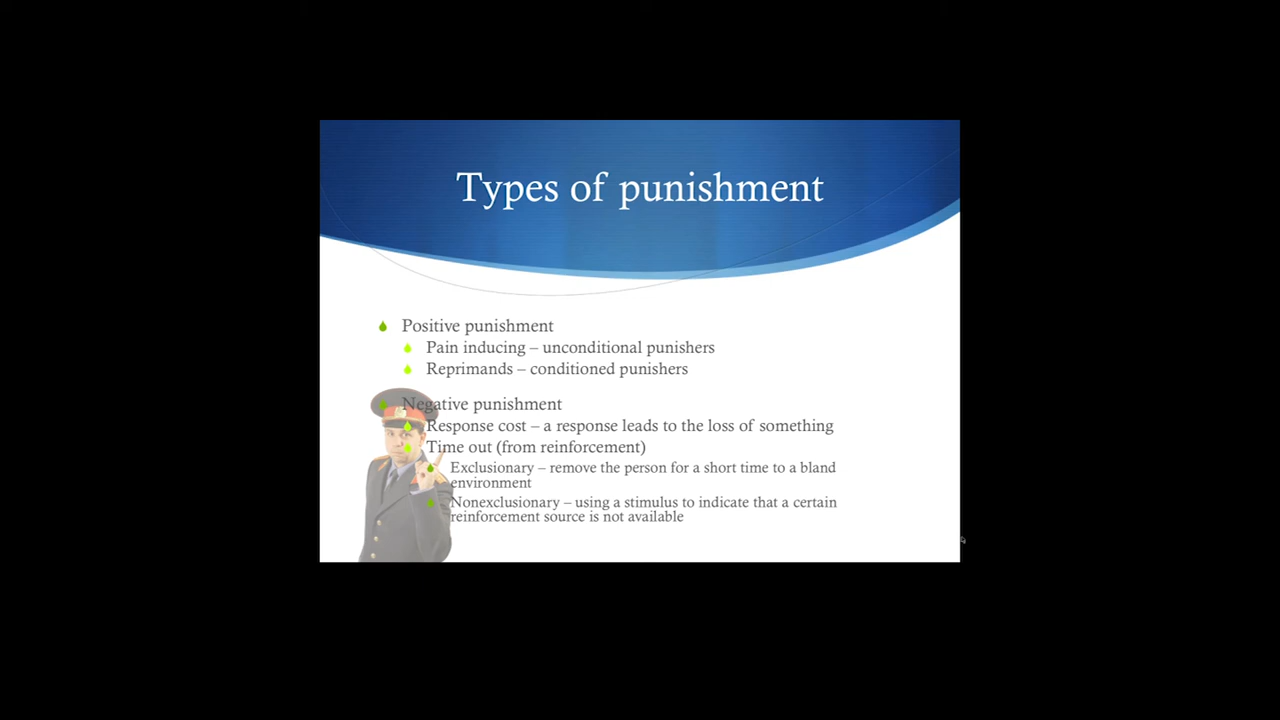 Types of punishment
Positive punishment
Pain inducing – unconditional punishers
Reprimands – conditioned punishers
Negative punishment
Response cost – a response leads to the loss of something
Time out (from reinforcement)
Exclusionary – remove the person for a short time to a bland
environment
Nonexclusionary – using a stimulus to indicate that a certain
reinforcement source is not available